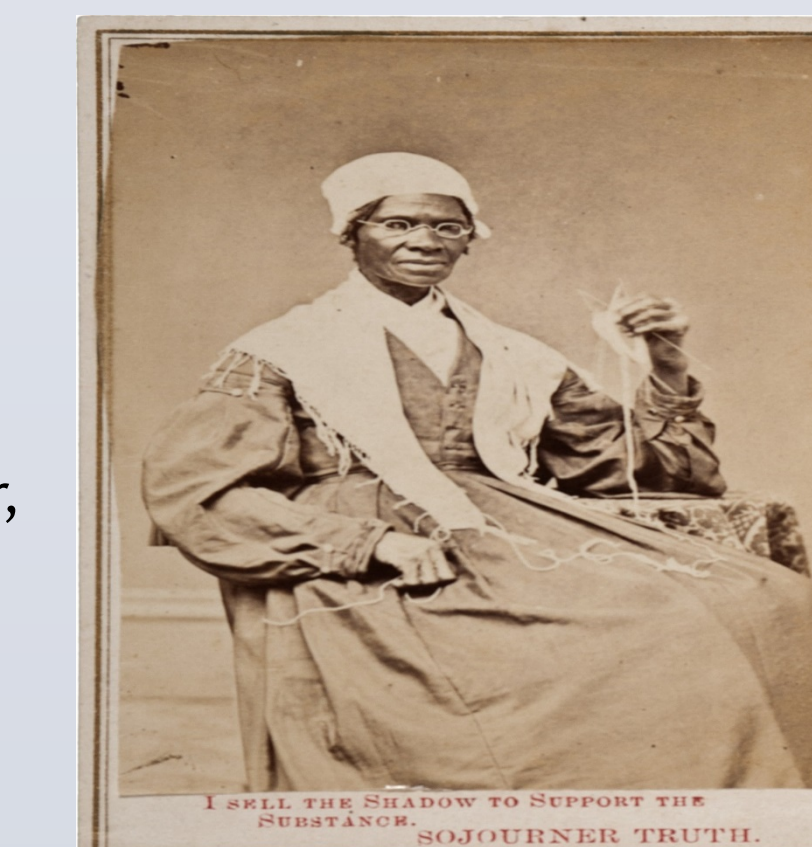 r,
I SELL THE SHADOW TO SUPPORT THE
SUBSTANCE.
SOJOURNER TRUTH.